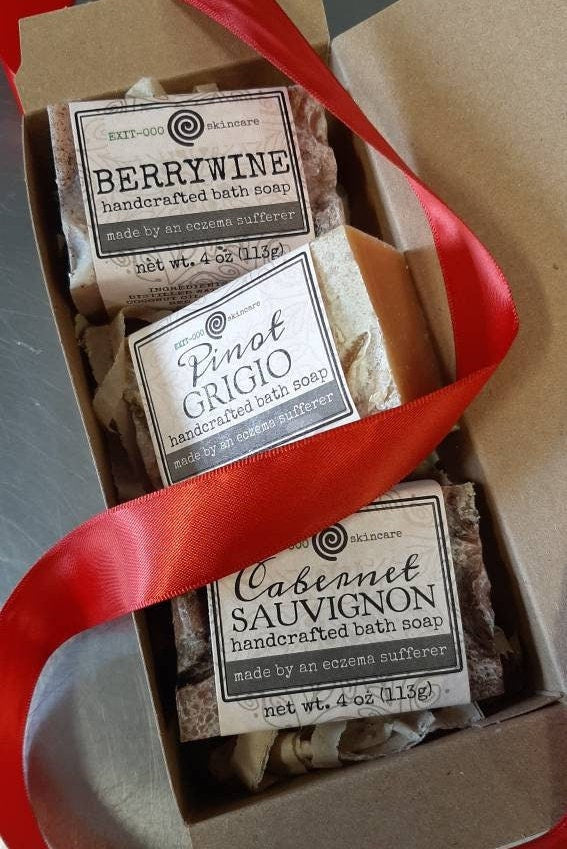 EXIT-000 skincare
BERRYWINE
handcrafted bath soap
made by an eczema sufferer
net wt. 4 oz (113g)
EXIT-000 skincare
Pinot
GRIGIO
handcrafted bath soap
made by an eczema sufferer
skincare
Cabernet
SAUVIGNON
handcrafted bath soap
made by an eczema sufferer
net wt. 4 oz (113g)